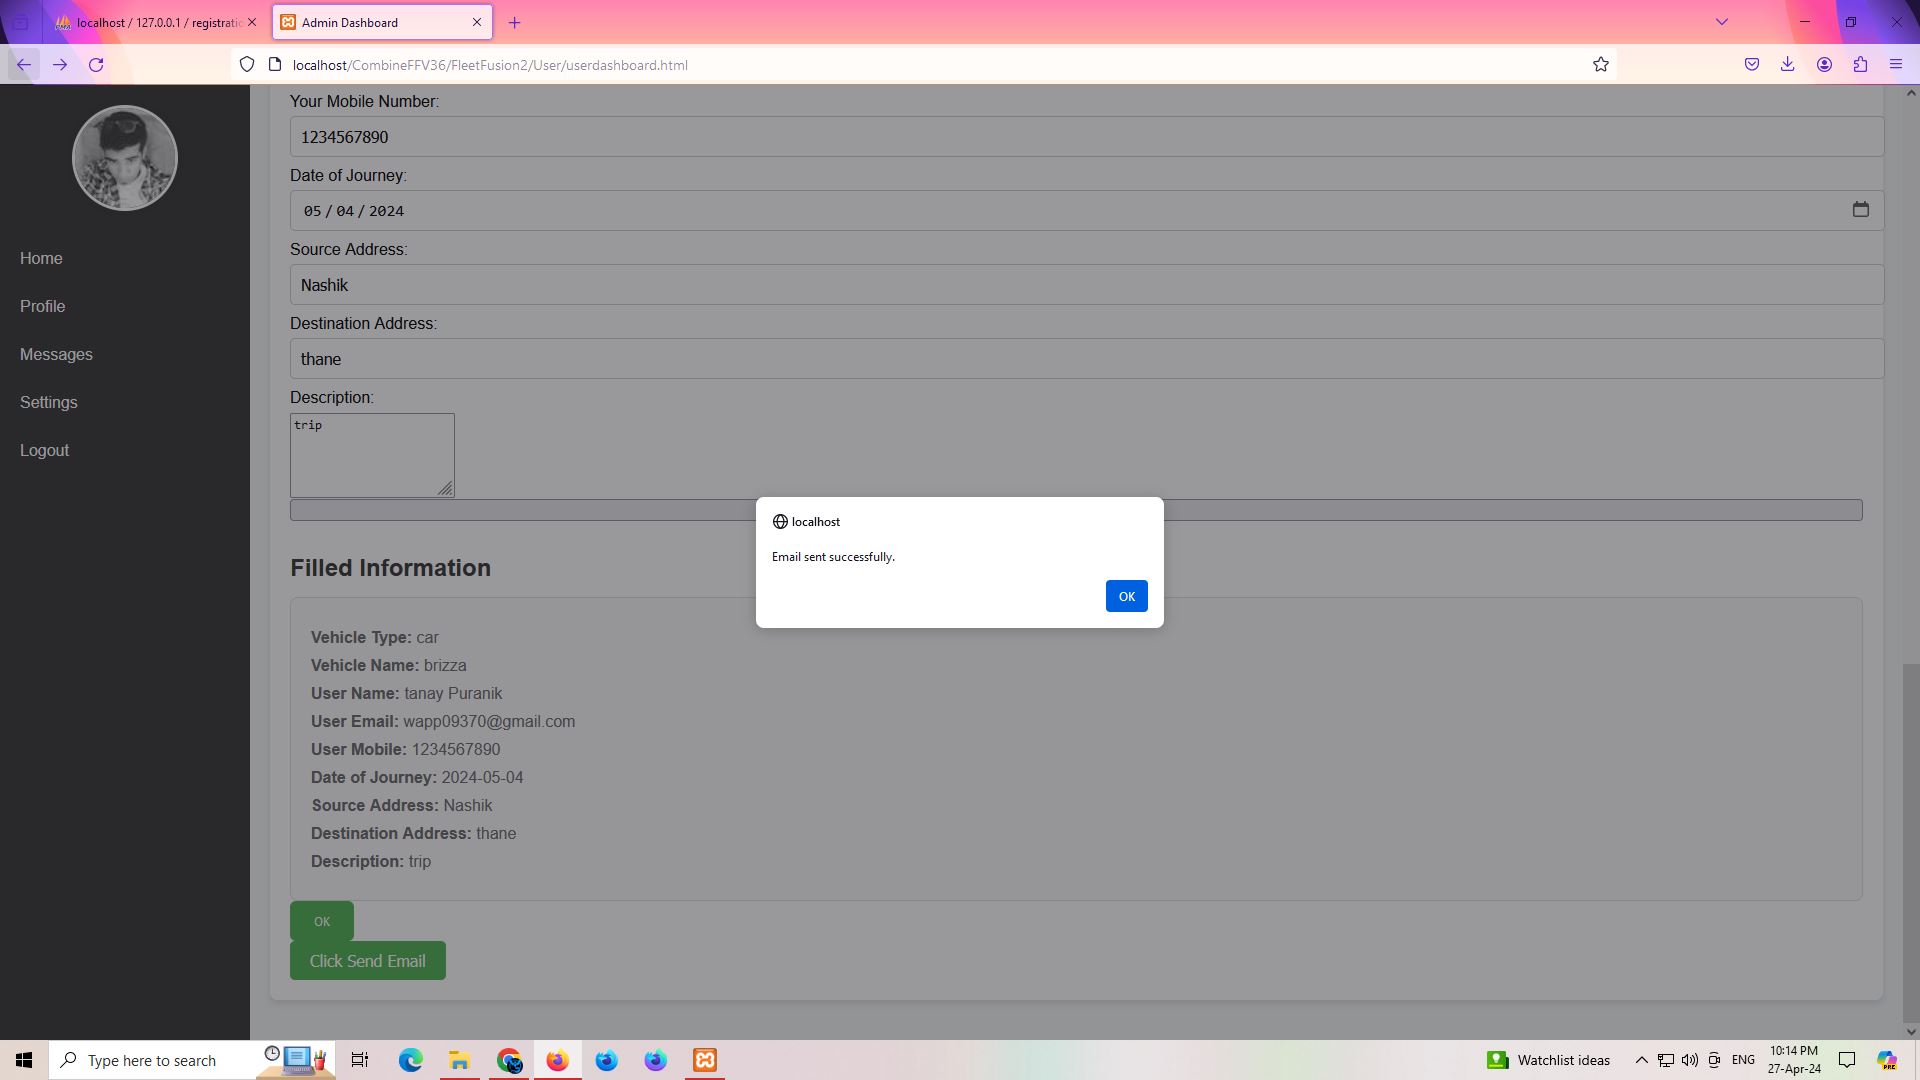 localhost / 127.0.0.1 / registratio
Admin Dashboard
localhost/CombineFFV36/FleetFusion2/User/userdashboard.html
Home
Profile
Messages
Settings
Logout
Your Mobile Number:
1234567890
Date of Journey:
05 / 04 / 2024
Source Address:
Nashik
Destination Address:
thane
Description:
trip
localhost
Email sent successfully.
OK
Filled Information
Vehicle Type: car
Vehicle Name: brizza
User Name: tanay Puranik
User Email: wapp09370@gmail.com
User Mobile: 1234567890
Date of Journey: 2024-05-04
Source Address: Nashik
Destination Address: thane
Description: trip
OK
Click Send Email
Type here to search
Watchlist ideas
ENG
10:14 PM
27-Apr-24
PRE